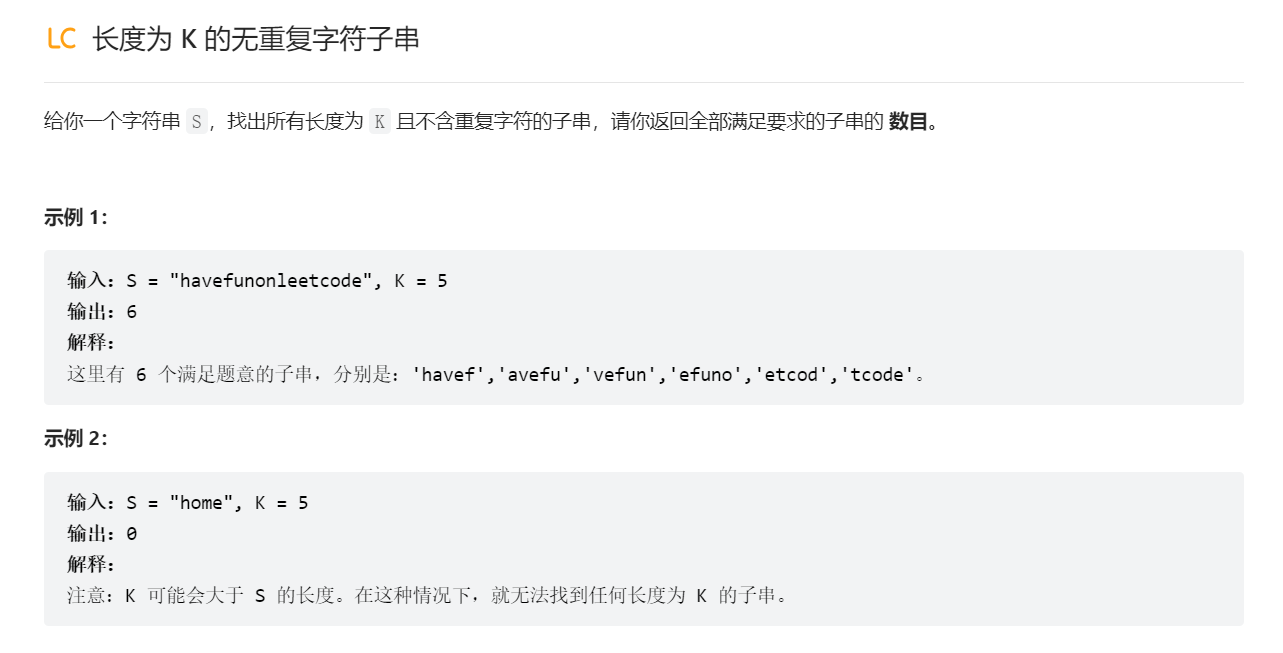 LC 长度为 K 的无重复字符子串
给你一个字符串 S，找出所有长度为 K 且不含重复字符的子串，请你返回全部满足要求的子串的 数目。
示例 1：
输入：S = "havefunonleetcode", K = 5
输出：6
解释：
这里有 6 个满足题意的子串，分别是：'havef','avefu','vefun','efuno','etcod','tcode'。
示例 2：
输入：S = "home", K = 5
输出：0
解释：
注意：K 可能会大于 S 的长度。在这种情况下，就无法找到任何长度为 K 的子串。